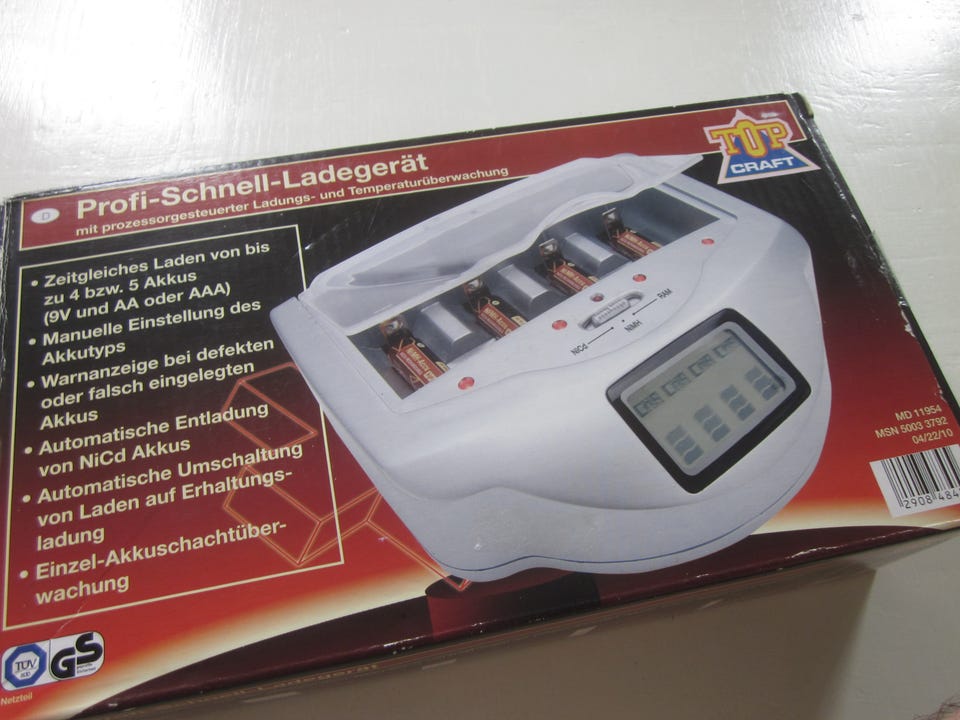 D
Profi-Schnell-Ladegerät
mit prozessorgesteuerter Ladungs- und Temperaturüberwachung
TOP
CRAFT
• Zeitgleiches Laden von bis
zu 4 bzw. 5 Akkus
(9V und AA oder AAA)
• Manuelle Einstellung des
Akkutyps
• Warnanzeige bei defekten
oder falsch eingelegten
Akkus
• Automatische Entladung
von NiCd Akkus
• Automatische Umschaltung
von Laden auf Erhaltungs-
ladung
• Einzel-Akkuschachtüber-
wachung
NiCd
NiMH
RAM
MD 11954
MSN 5003 3792
04/22/10
2908 484
TÜV
GS
Netzteil